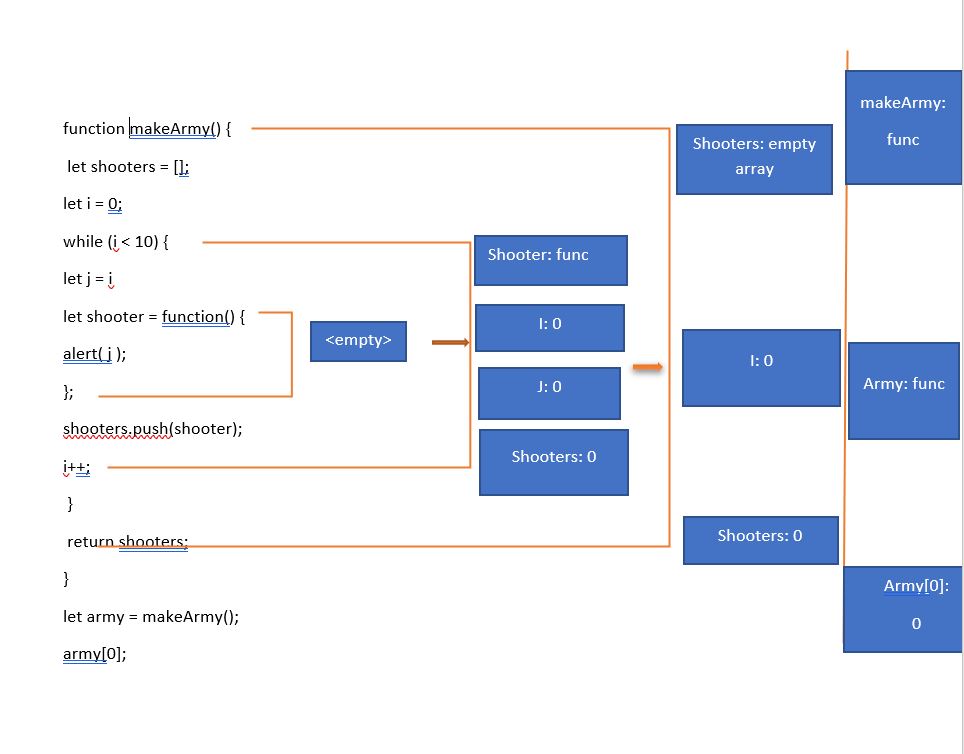 function makeArmy() {
let shooters = [];
let i = 0;
while (i < 10) {
let j = i
let shooter = function() {
alert( j );
};
shooters.push(shooter);
i++;
}
return shooters;
}
let army = makeArmy();
army[0];
<empty>
Shooter: func
I: 0
J: 0
Shooters: 0
Shooters: empty
array
I: 0
Shooters: 0
makeArmy:
func
Army: func
Army[0]:
0